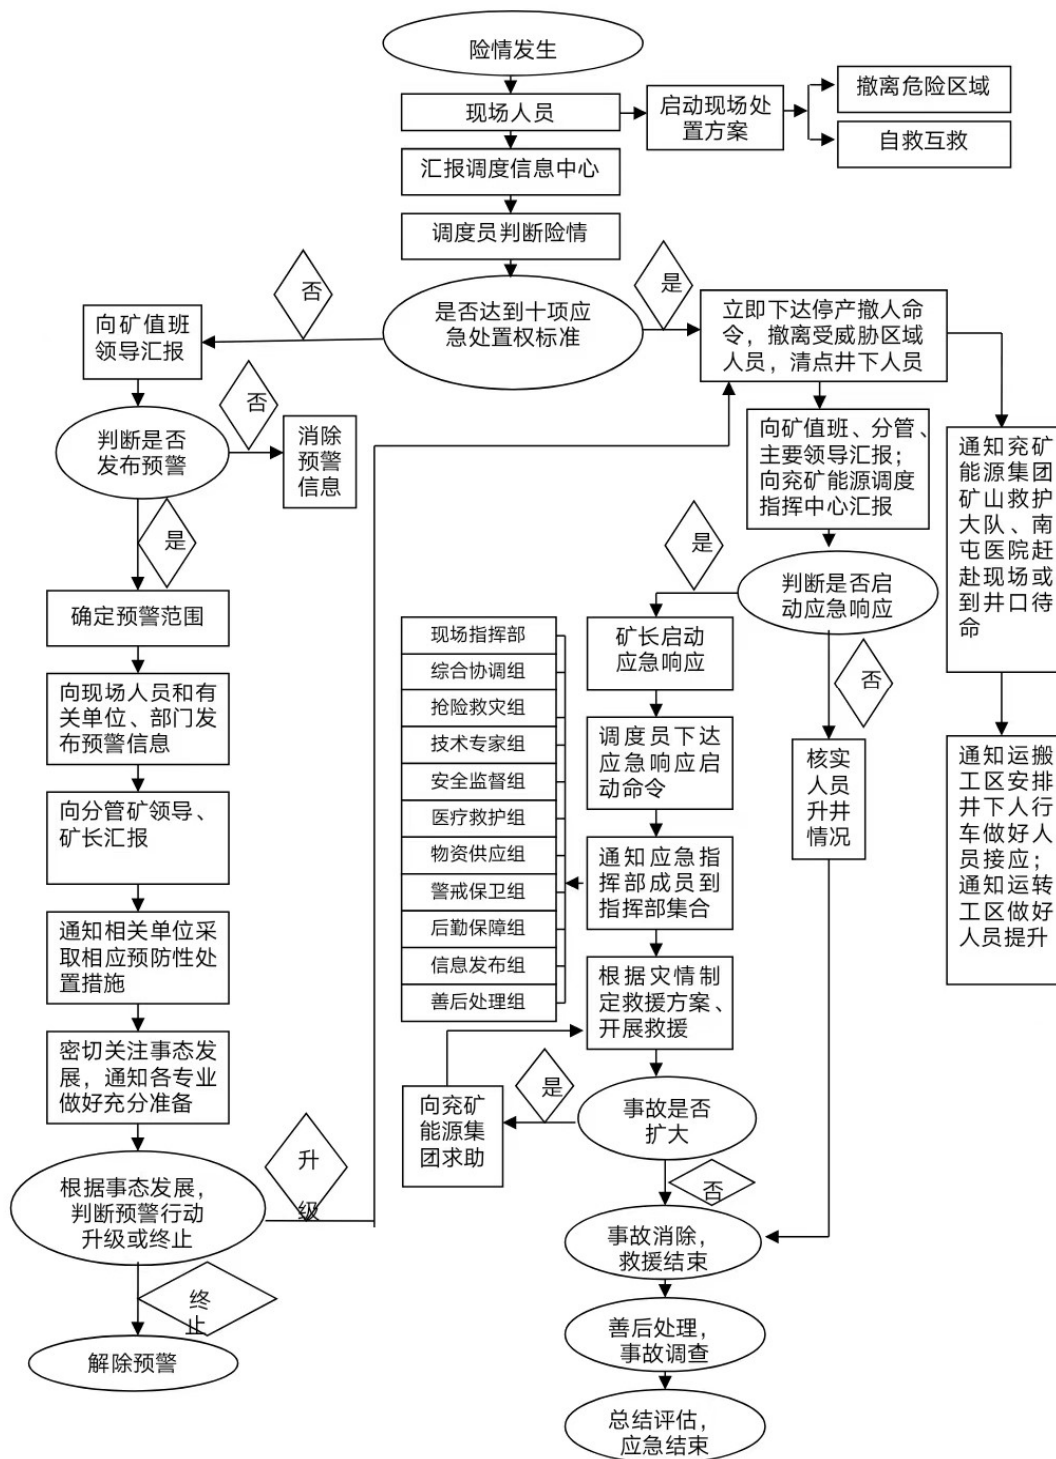 险情发生
现场人员
启动现场处
置方案
撤离危险区域
自救互救
汇报调度信息中心
调度员判断险情
否
是
是否达到十项应
急处置权标准
向矿值班
领导汇报
立即下达停产撤人命
令，撤离受威胁区域
人员，清点井下人员
否
判断是否
发布预警
消除
预警
信息
向矿值班、分管、
主要领导汇报；
向兖矿能源调度
指挥中心汇报
通知兖矿
能源集团
矿山救护
大队、南
屯医院赶
赴现场或
到井口待
命
是
是
判断是否启
动应急响应
确定预警范围
矿长启动
应急响应
否
现场指挥部
综合协调组
抢险救灾组
技术专家组
安全监督组
医疗救护组
物资供应组
警戒保卫组
后勤保障组
信息发布组
善后处理组
向现场人员和有
关单位、部门发
布预警信息
调度员下达
应急响应启
动命令
核实
人员
升井
情况
通知运搬
工区安排
井下人行
车做好人
员接应；
通知运转
工区做好
人员提升
向分管矿领导、
矿长汇报
通知应急指
挥部成员到
指挥部集合
通知相关单位采
取相应预防性处
置措施
根据灾情制
定救援方案、
开展救援
密切关注事态发
展，通知各专业
做好充分准备
向兖矿
能源集
团求助
是
事故是否
扩大
升
级
否
根据事态发展，
判断预警行动
升级或终止
事故消除，
救援结束
终
止
善后处理，
事故调查
解除预警
总结评估，
应急结束